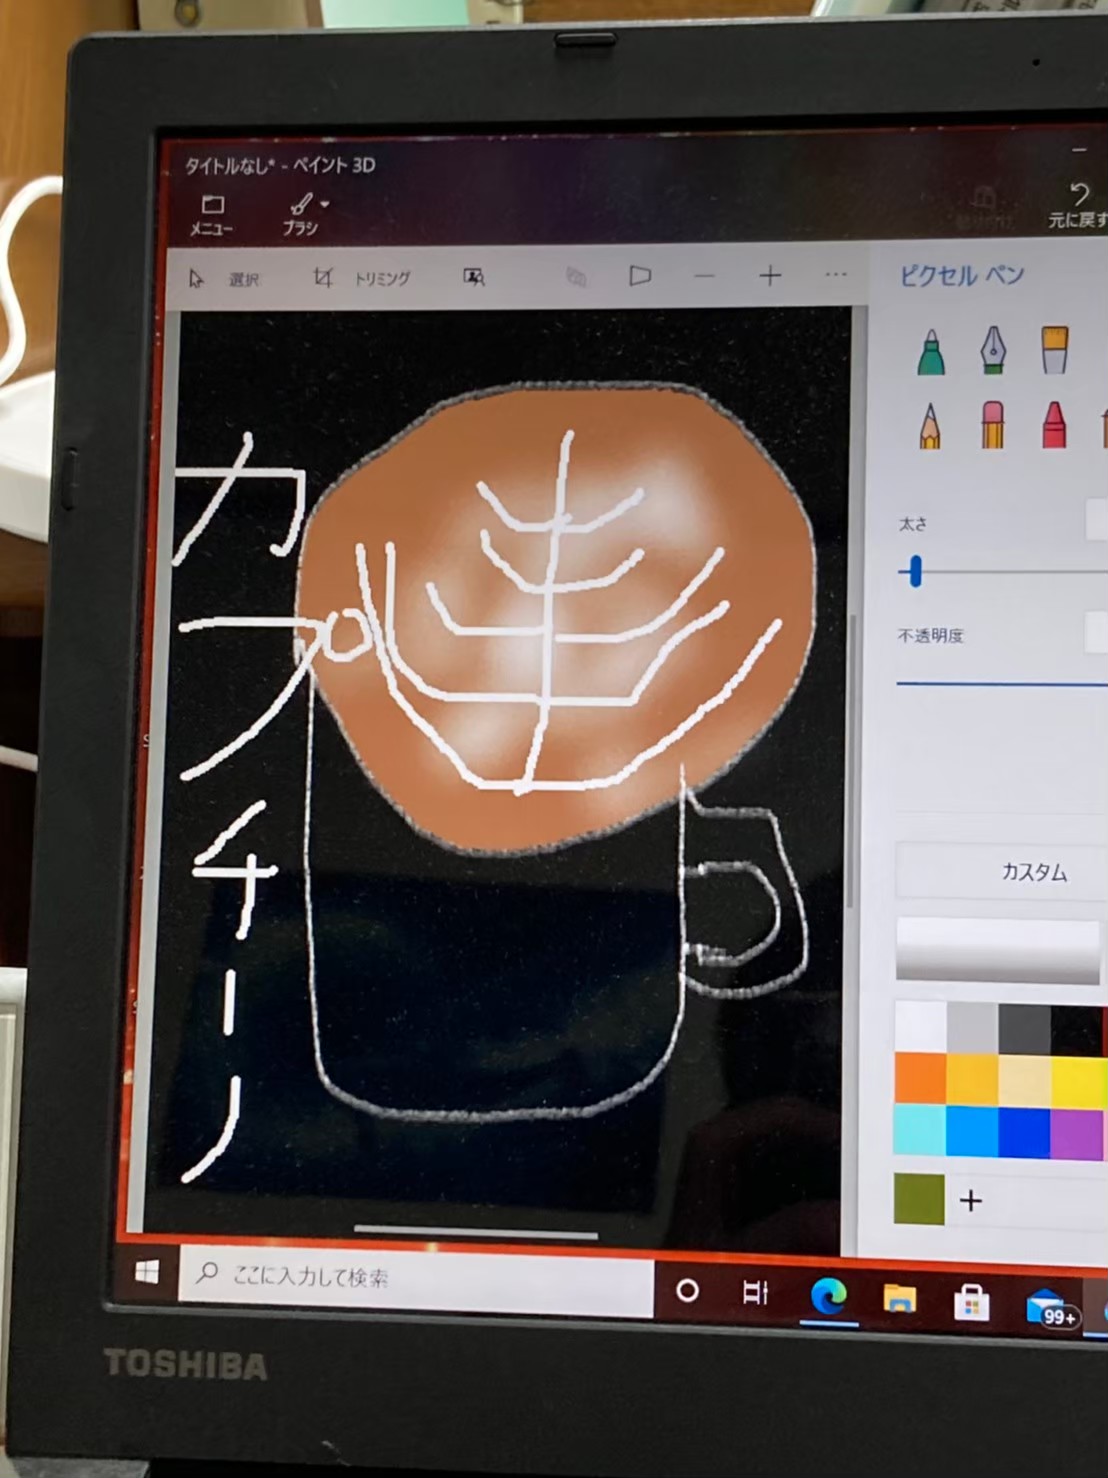 タイトルなし* - ペイント 3D
メニュー
ブラシ
元に戻す
選択
トリミング
ピクセル ペン
太さ
不透明度
カスタム
カプチーノ
ここに入力して検索
99+
TOSHIBA